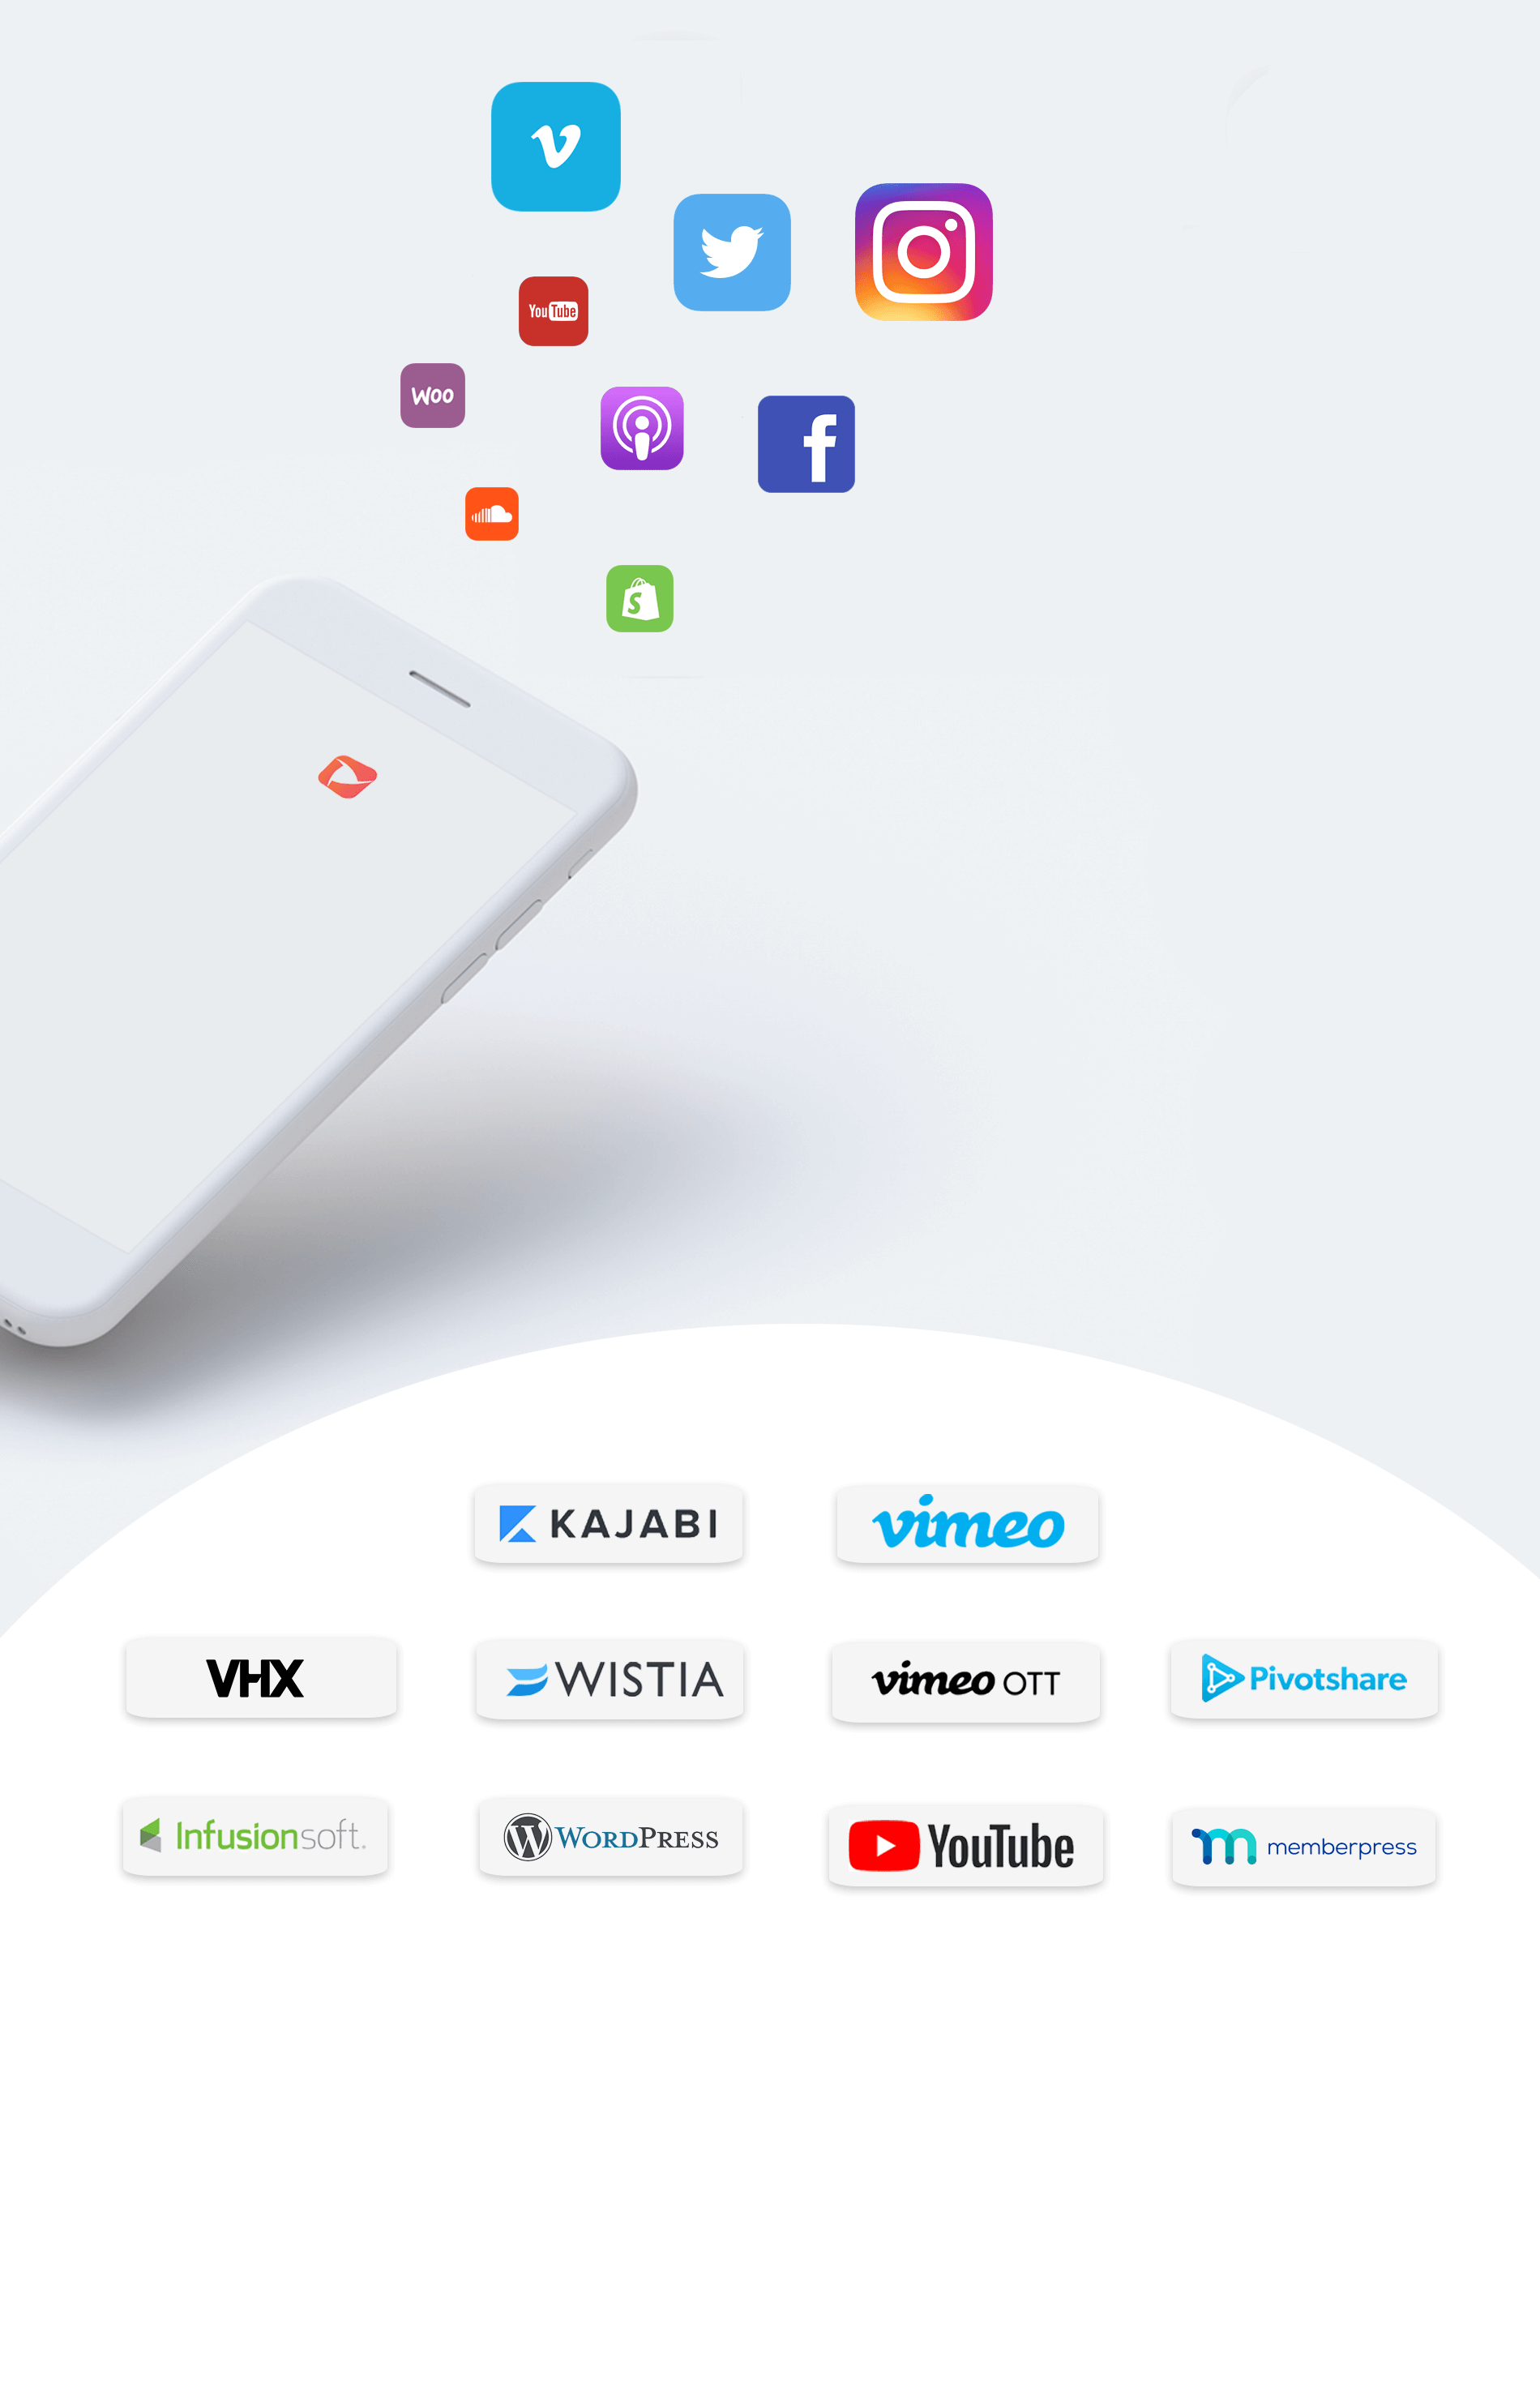 You Tube
Woo
KAJABI
vimeo
VHX
WISTIA
vimeo OTT
Pivotshare
Infusionsoft.
WORDPRESS
YouTube
memberpress